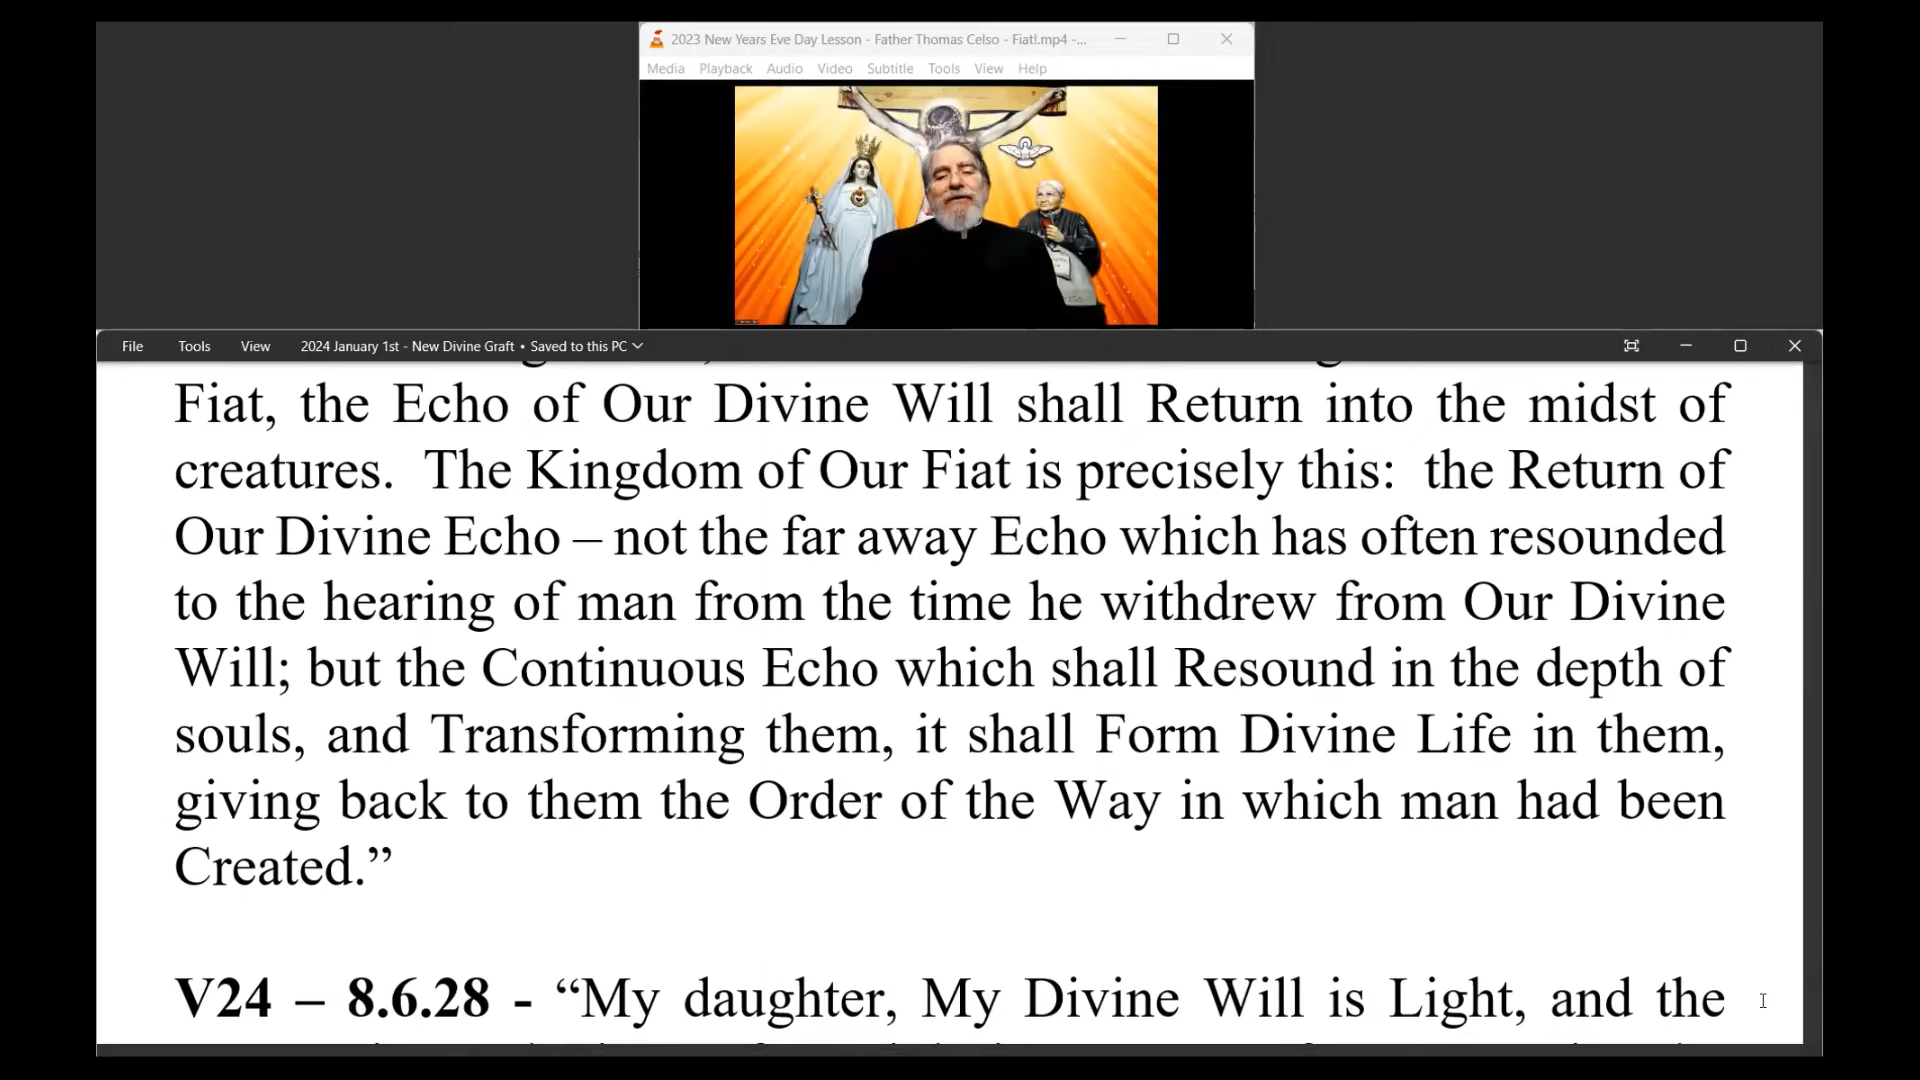 2023 New Years Eve Day Lesson - Father Thomas Celso - Fiat!.mp4 -...
Media Playback Audio Video Subtitle Tools View Help
File Tools View 2024 January 1st - New Divine Graft • Saved to this PC
Fiat, the Echo of Our Divine Will shall Return into the midst of
creatures. The Kingdom of Our Fiat is precisely this: the Return of
Our Divine Echo – not the far away Echo which has often resounded
to the hearing of man from the time he withdrew from Our Divine
Will; but the Continuous Echo which shall Resound in the depth of
souls, and Transforming them, it shall Form Divine Life in them,
giving back to them the Order of the Way in which man had been
Created.”
V24 – 8.6.28 - “My daughter, My Divine Will is Light, and the